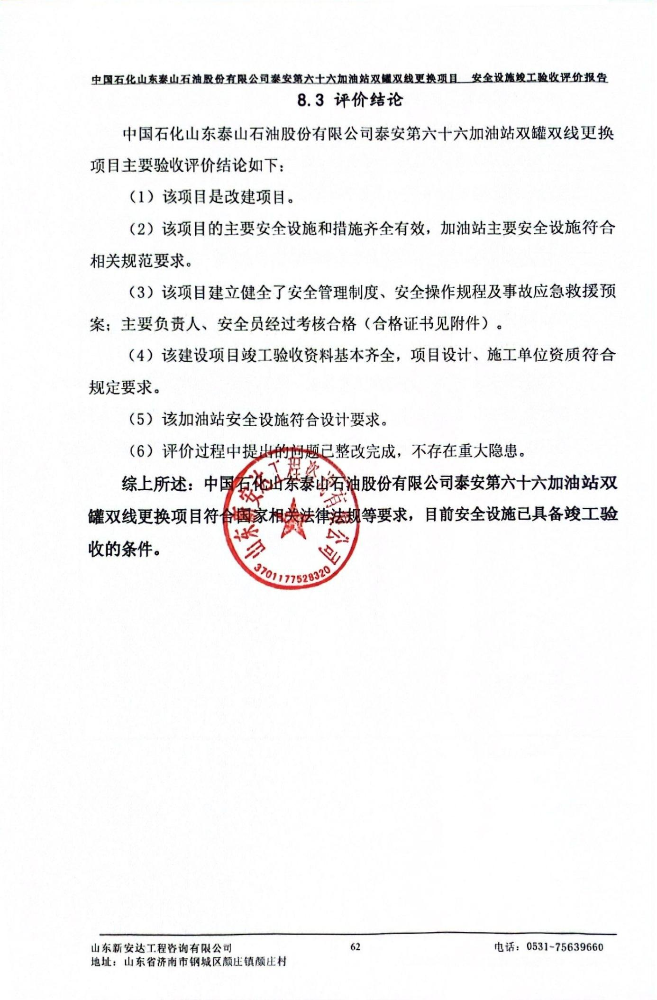 中国石化山东泰山石油股份有限公司泰安第六十六加油站双罐双线更换项目 安全设施竣工验收评价报告
8.3 评价结论
中国石化山东泰山石油股份有限公司泰安第六十六加油站双罐双线更换
项目主要验收评价结论如下：
（1）该项目是改建项目。
（2）该项目的主要安全设施和措施齐全有效，加油站主要安全设施符合
相关规范要求。
（3）该项目建立健全了安全管理制度、安全操作规程及事故应急救援预
案；主要负责人、安全员经过考核合格（合格证书见附件）。
（4）该建设项目竣工验收资料基本齐全，项目设计、施工单位资质符合
规定要求。
（5）该加油站安全设施符合设计要求。
（6）评价过程中提出的问题已整改完成，不存在重大隐患。
综上所述：中国石化山东泰山石油股份有限公司泰安第六十六加油站双
罐双线更换项目符合国家相关法律法规等要求，目前安全设施已具备竣工验
收的条件。
山东新安达工程咨询有限公司
3701177528320
山东新安达工程咨询有限公司 62 电话：0531-75639660
地址：山东省济南市钢城区颜庄镇颜庄村